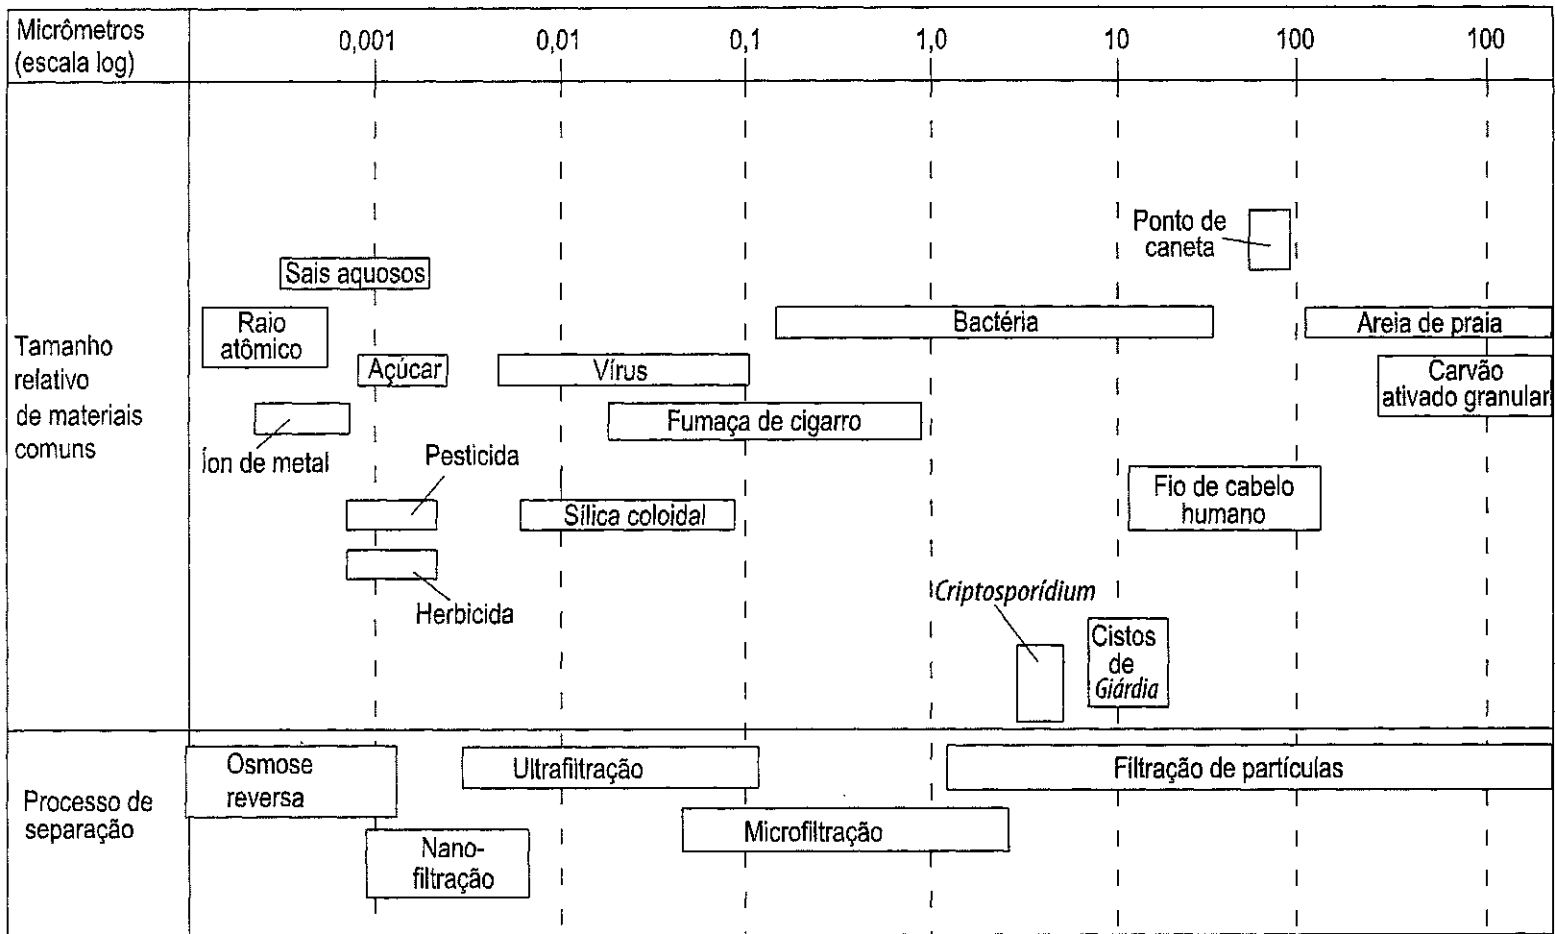 Micrômetros
(escala log)
0,001 0,01 0,1 1,0 10 100 100
Tamanho
relativo
de materiais
comuns
Ponto de
caneta
Sais aquosos
Raio
atômico
Bactéria
Areia de praia
Açúcar
Vírus
Carvão
ativado granular
Fumaça de cigarro
Íon de metal
Pesticida
Sílica coloidal
Fio de cabelo
humano
Herbicida
Criptosporídium
Cistos
de
Giárdia
Processo de
separação
Osmose
reversa
Ultrafiltração
Filtração de partículas
Microfiltração
Nano-
filtração